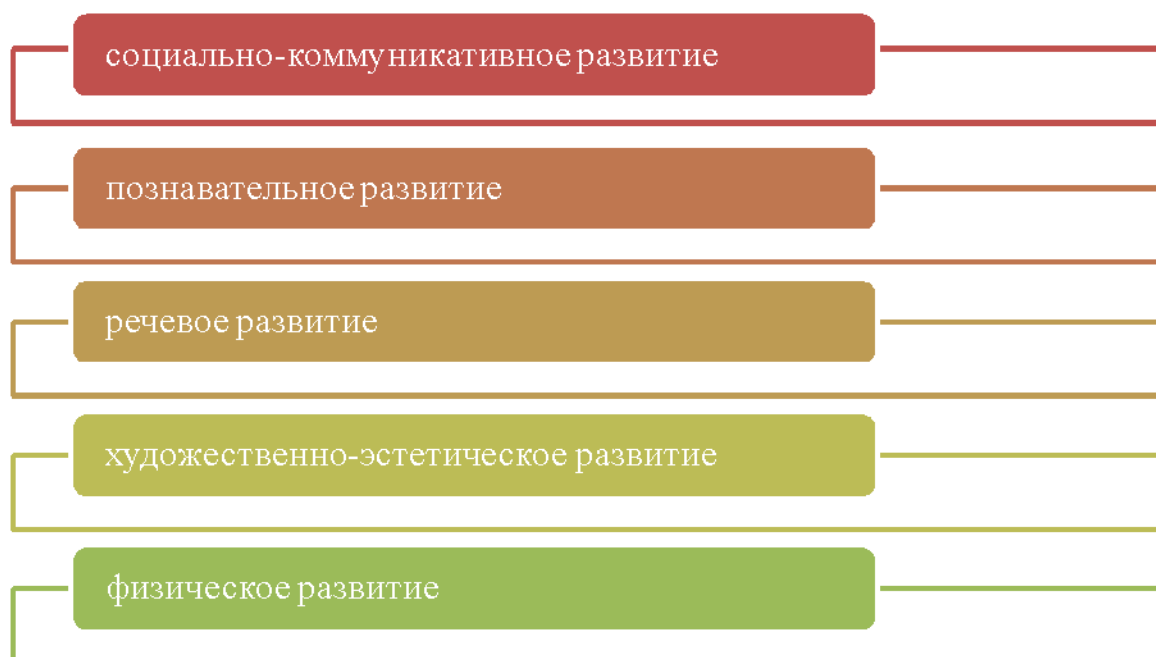 социально-коммуникативное развитие
познавательное развитие
речевое развитие
художественно-эстетическое развитие
физическое развитие